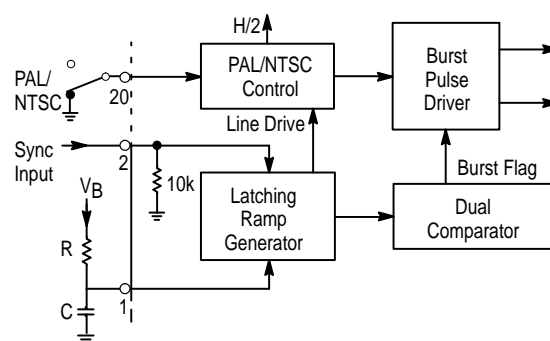 H/2
PAL/
NTSC
20
PAL/NTSC
Control
Burst
Pulse
Driver
Line Drive
Sync
Input
2
10k
Burst Flag
VB
Latching
Ramp
Generator
Dual
Comparator
R
C
1